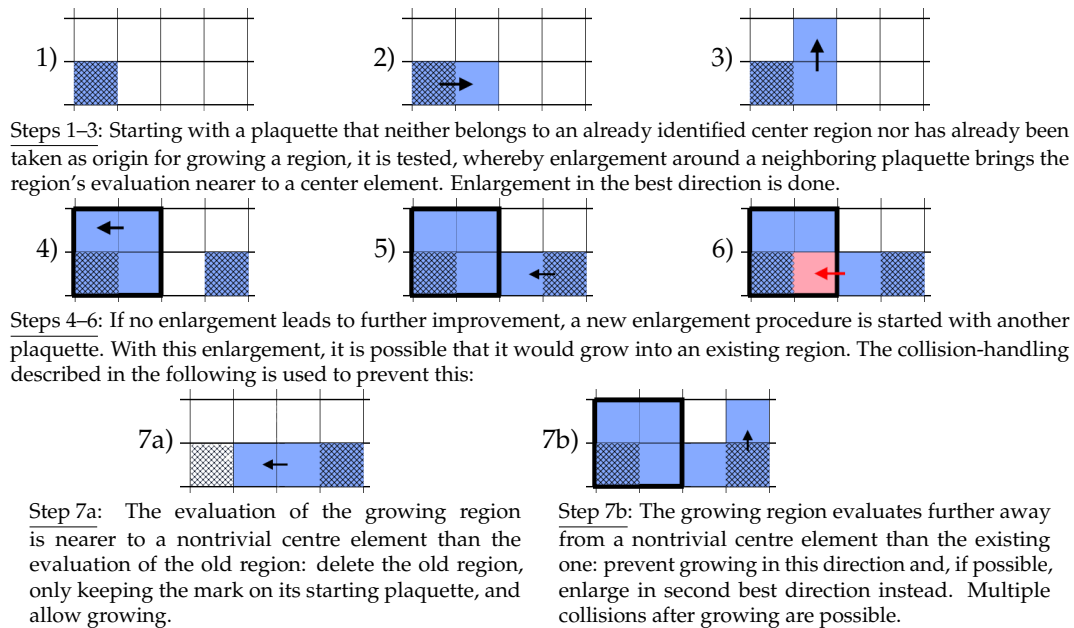 1)
2)
3)
Steps 1–3: Starting with a plaquette that neither belongs to an already identified center region nor has already been
taken as origin for growing a region, it is tested, whereby enlargement around a neighboring plaquette brings the
region's evaluation nearer to a center element. Enlargement in the best direction is done.
4)
5)
6)
Steps 4–6: If no enlargement leads to further improvement, a new enlargement procedure is started with another
plaquette. With this enlargement, it is possible that it would grow into an existing region. The collision-handling
described in the following is used to prevent this:
7a)
7b)
Step 7a: The evaluation of the growing region
is nearer to a nontrivial centre element than the
evaluation of the old region: delete the old region,
only keeping the mark on its starting plaquette, and
allow growing.
Step 7b: The growing region evaluates further away
from a nontrivial centre element than the existing
one: prevent growing in this direction and, if possible,
enlarge in second best direction instead. Multiple
collisions after growing are possible.